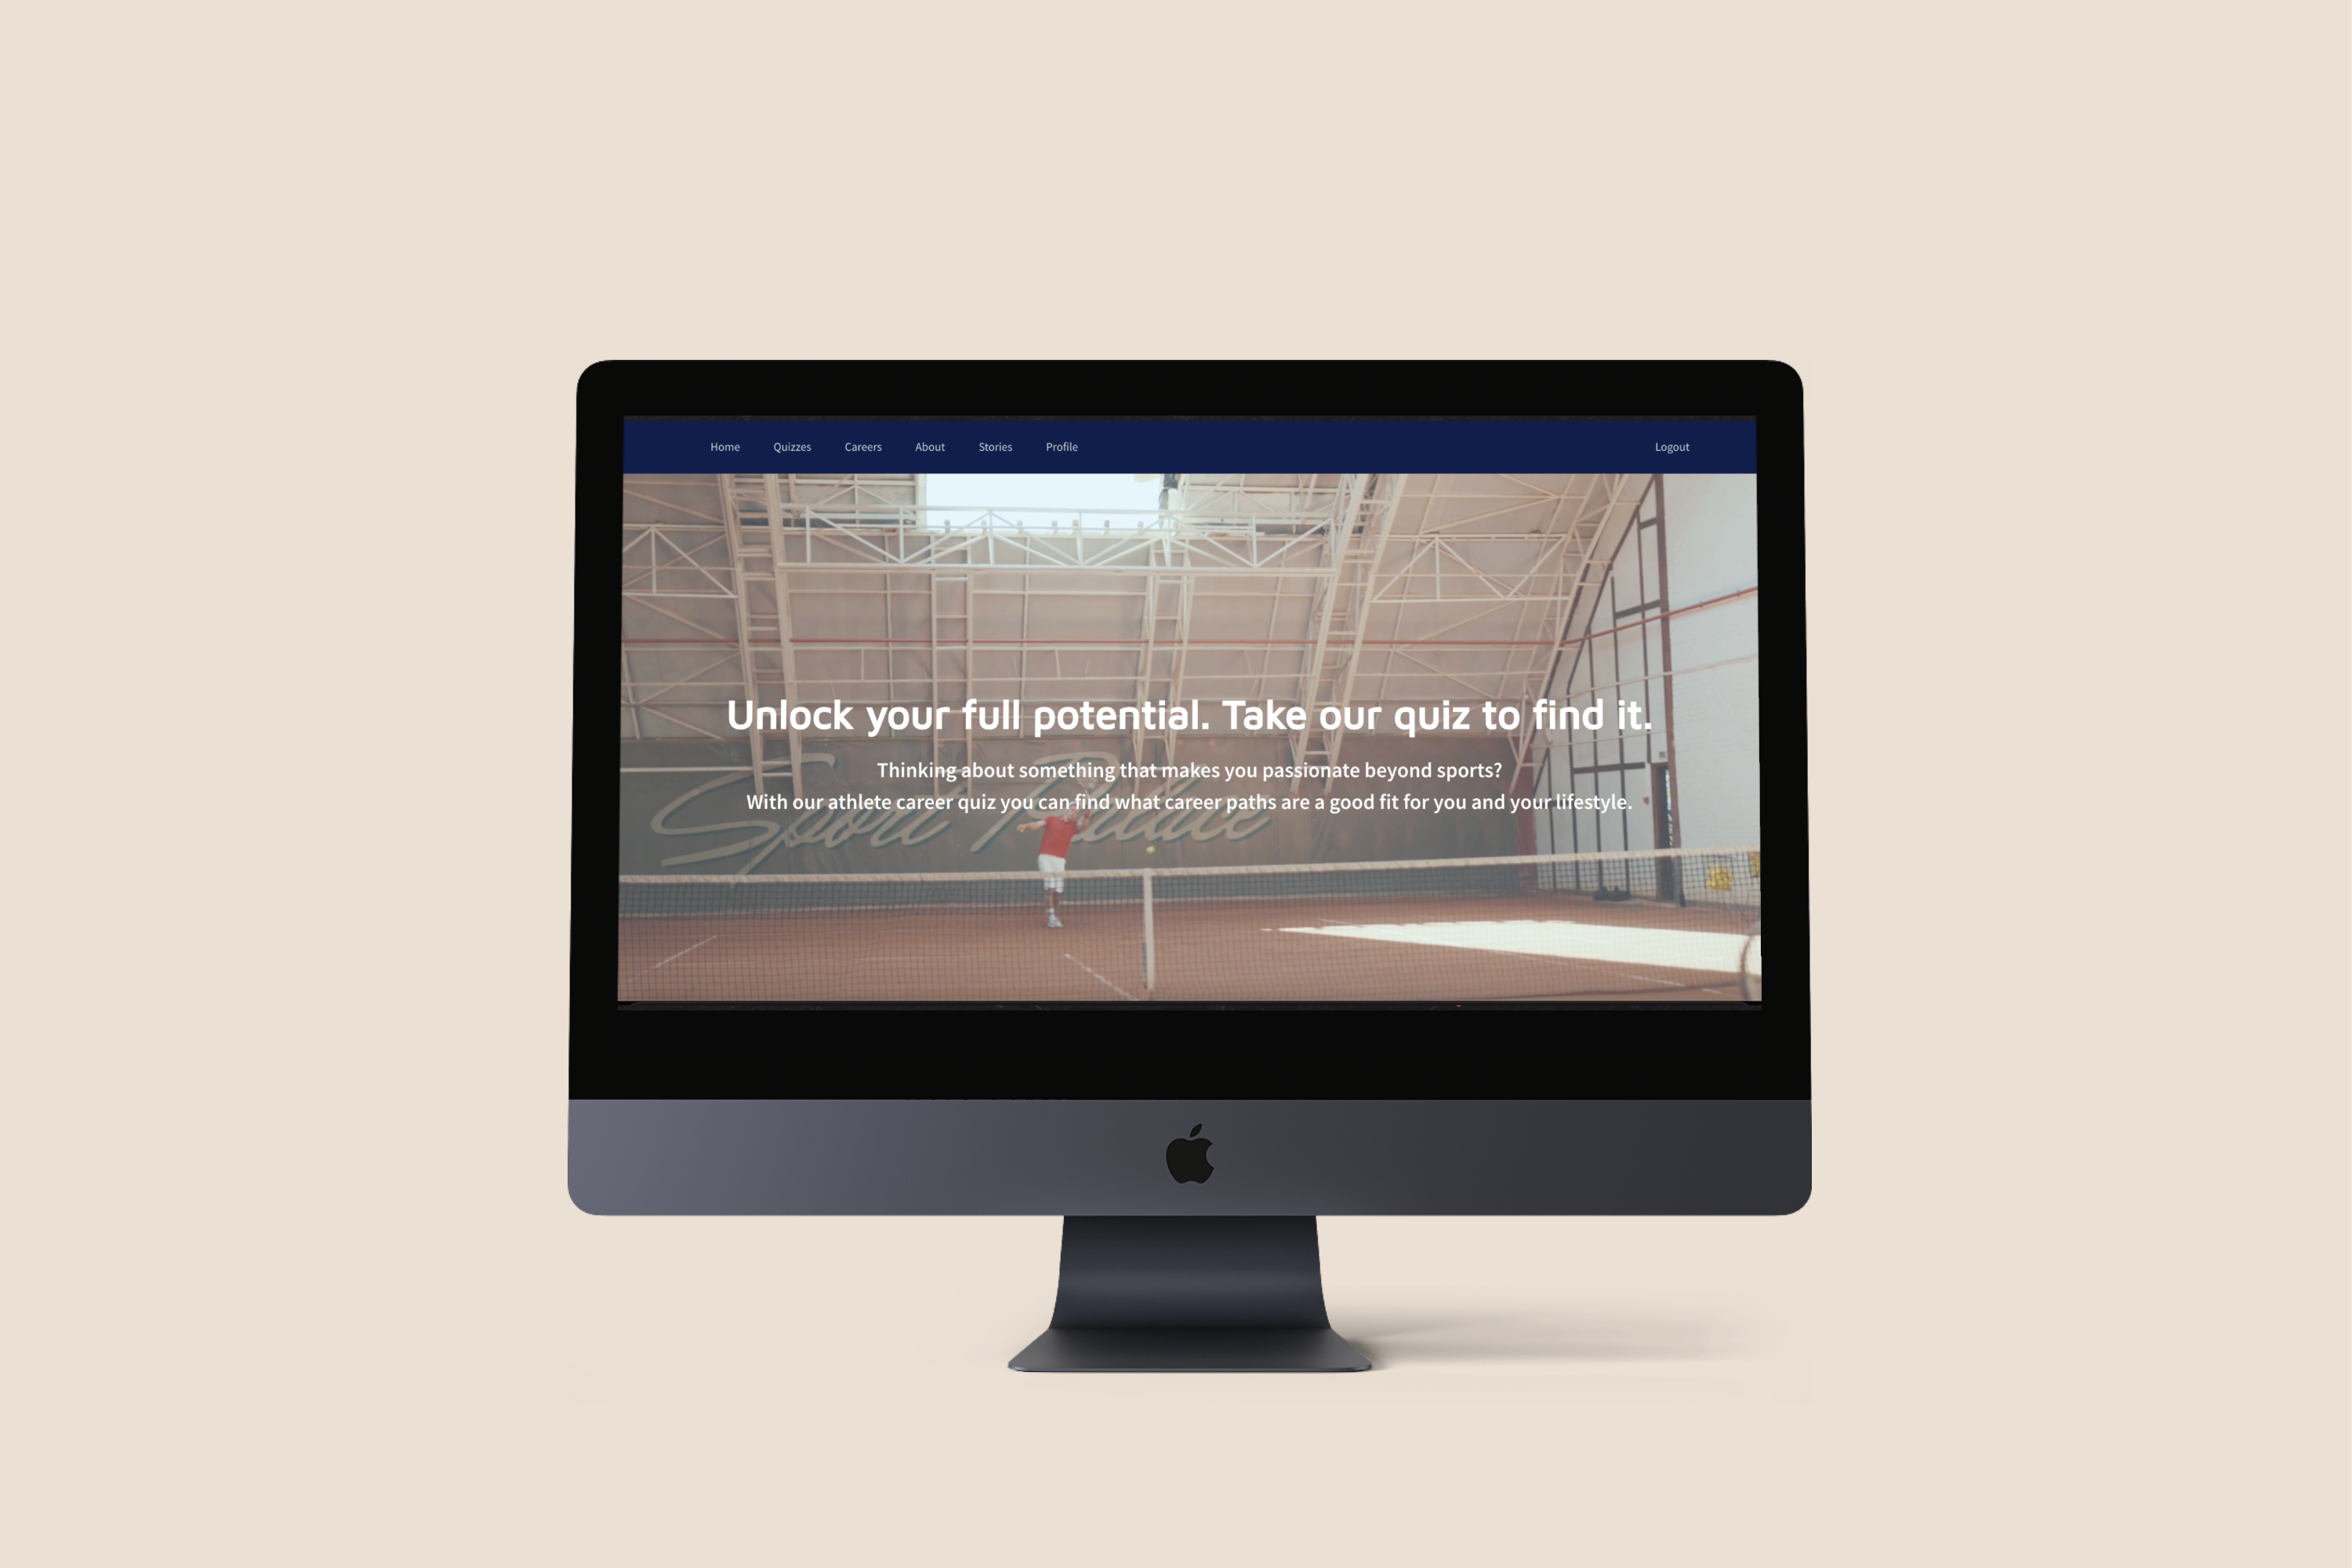 Home Quizzes Careers About Stories Profile Logout
Unlock your full potential. Take our quiz to find it.
Thinking about something that makes you passionate beyond sports?
With our athlete career quiz you can find what career paths are a good fit for you and your lifestyle.
Sport Palace